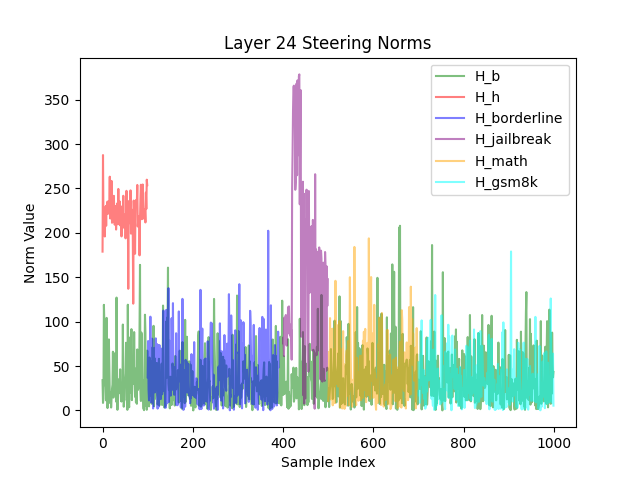 Layer 24 Steering Norms
H_b
H_h
H_borderline
H_jailbreak
H_math
H_gsm8k
Norm Value
350
300
250
200
150
100
50
0
0 200 400 600 800 1000
Sample Index